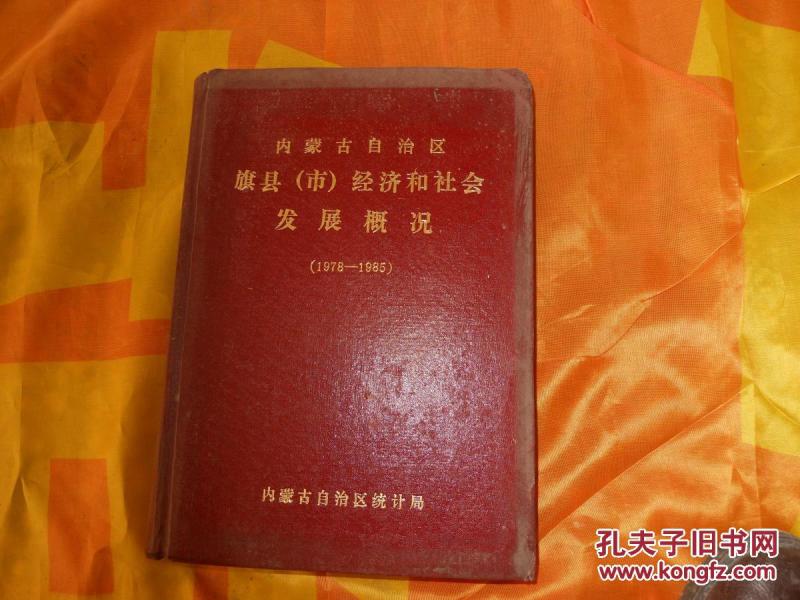 内蒙古自治区
旗县（市）经济和社会
发展概况
(1978—1985)
内蒙古自治区统计局
孔夫子旧书网
www.kongfz.com